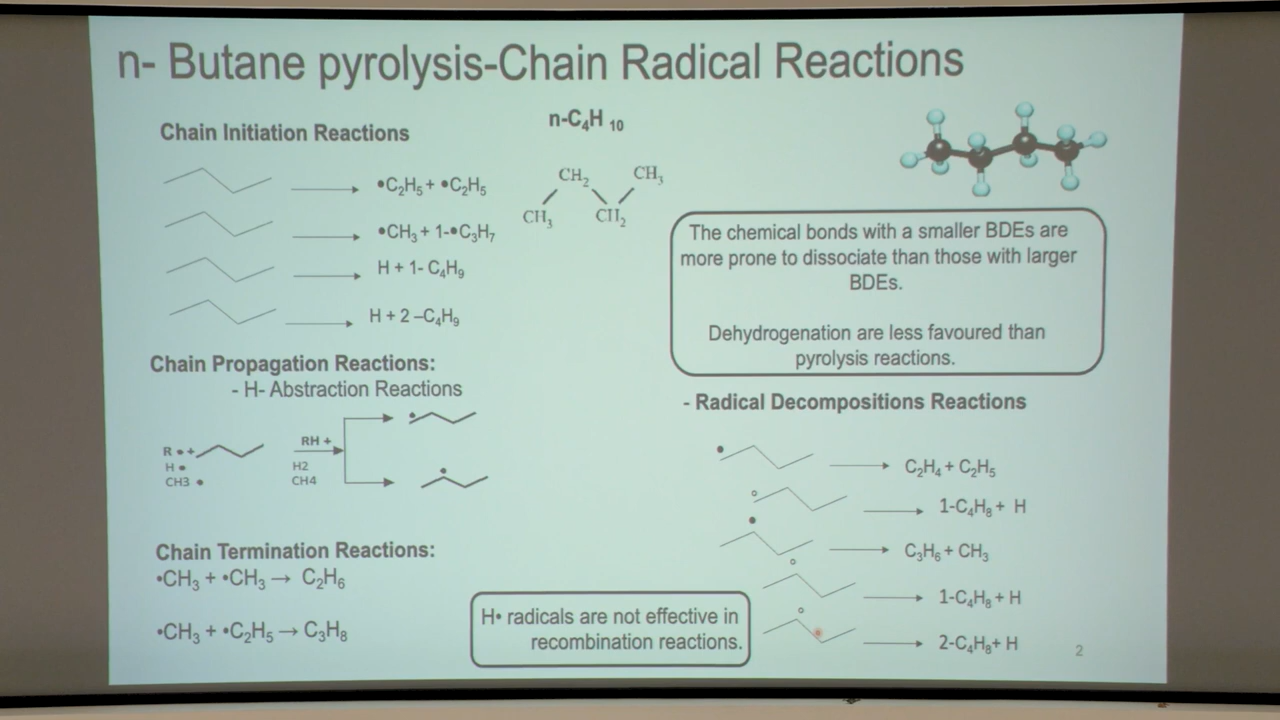 n- Butane pyrolysis-Chain Radical Reactions
Chain Initiation Reactions
n-C₄H ₁₀
•C₂H₅ + •C₂H₅
•CH₃ + 1-•C₃H₇
H + 1- C₄H₉
H + 2 –C₄H₉
CH₂ CH₃
CH₃ CH₂
The chemical bonds with a smaller BDEs are
more prone to dissociate than those with larger
BDEs.
Dehydrogenation are less favoured than
pyrolysis reactions.
Chain Propagation Reactions:
- H- Abstraction Reactions
R •+
H •
CH3 •
RH +
H2
CH4
Chain Termination Reactions:
•CH₃ + •CH₃ → C₂H₆
•CH₃ + •C₂H₅ → C₃H₈
H• radicals are not effective in
recombination reactions.
- Radical Decompositions Reactions
C₂H₄ + C₂H₅
1-C₄H₈ + H
C₃H₆ + CH₃
1-C₄H₈ + H
2-C₄H₈+ H
2